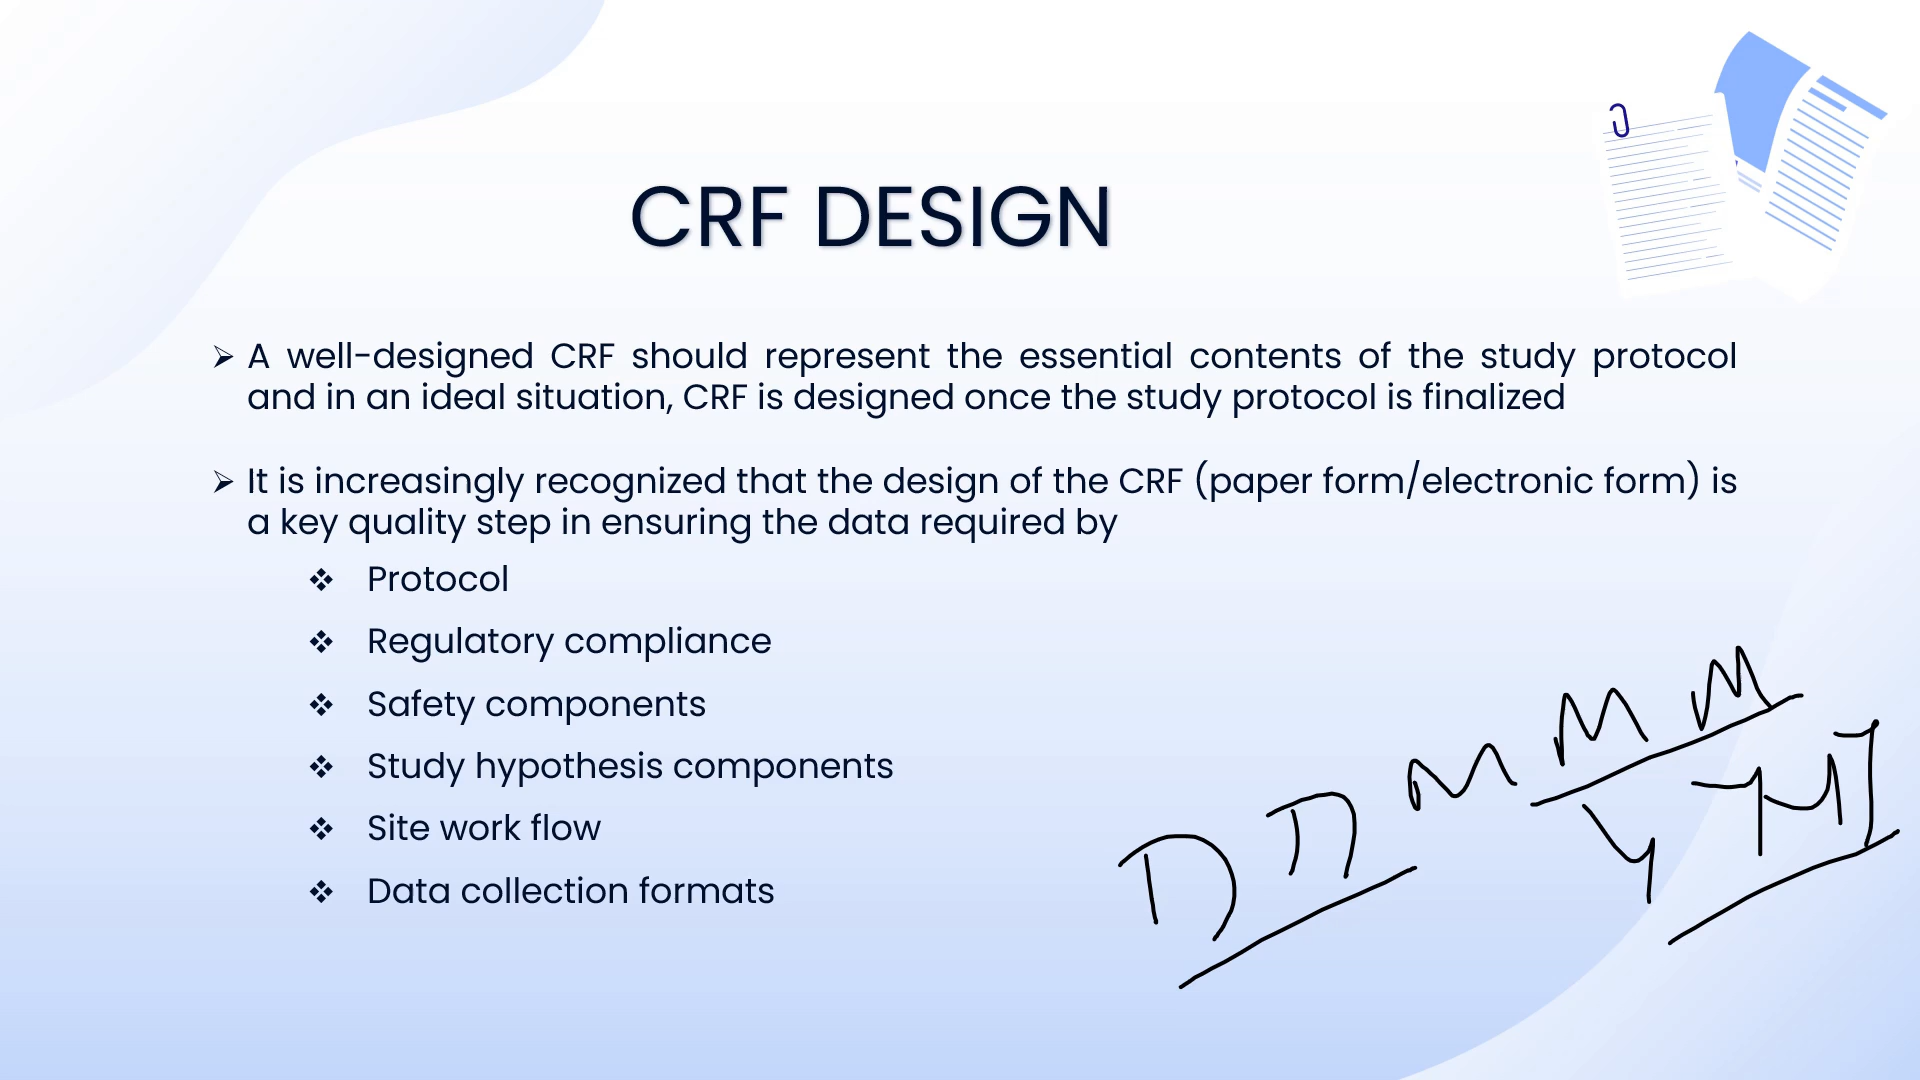 CRF DESIGN
➢ A well-designed CRF should represent the essential contents of the study protocol
and in an ideal situation, CRF is designed once the study protocol is finalized
➢ It is increasingly recognized that the design of the CRF (paper form/electronic form) is
a key quality step in ensuring the data required by
❖ Protocol
❖ Regulatory compliance
❖ Safety components
❖ Study hypothesis components
❖ Site work flow
❖ Data collection formats
D D M M M